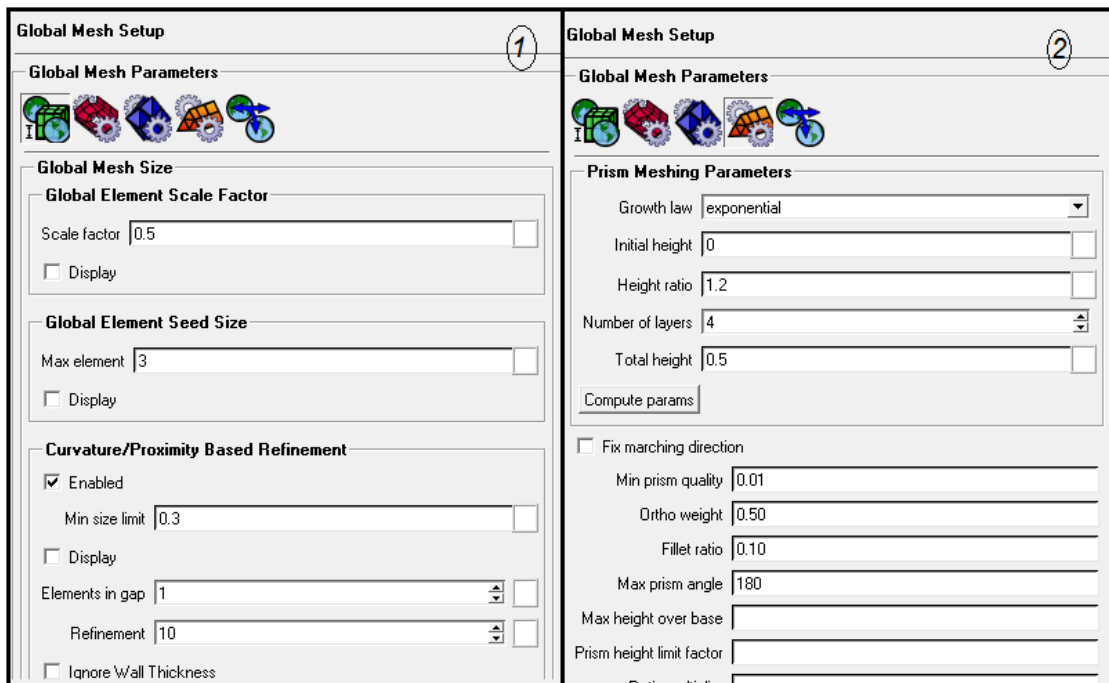 Global Mesh Setup
1
Global Mesh Parameters
Global Mesh Size
Global Element Scale Factor
Scale factor 0.5
Display
Global Element Seed Size
Max element 3
Display
Curvature/Proximity Based Refinement
Enabled
Min size limit 0.3
Display
Elements in gap 1
Refinement 10
Ignore Wall Thickness
Global Mesh Setup
2
Global Mesh Parameters
Prism Meshing Parameters
Growth law exponential
Initial height 0
Height ratio 1.2
Number of layers 4
Total height 0.5
Compute params
Fix marching direction
Min prism quality 0.01
Ortho weight 0.50
Fillet ratio 0.10
Max prism angle 180
Max height over base
Prism height limit factor